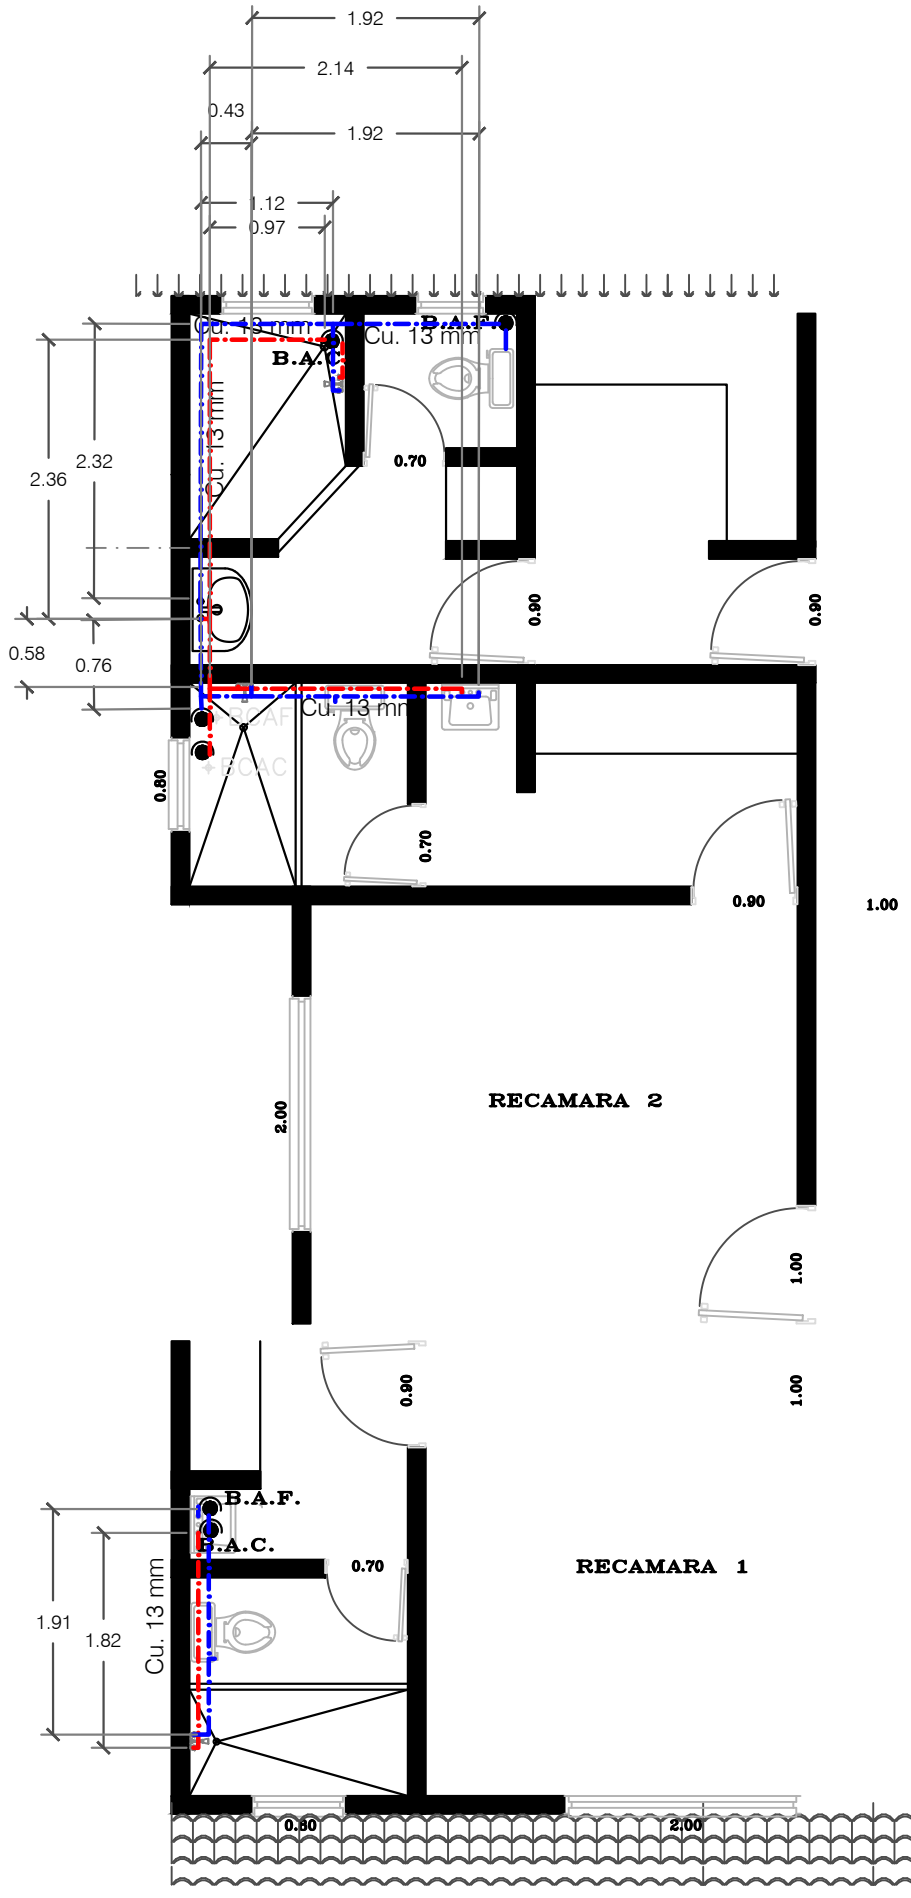 1.92
2.14
0.43
1.92
1.12
0.97
Cu. 13 mm
B.A.F.
Cu. 13 mm
B.A.C
Cu. 13 mm
2.32
2.36
0.70
0.90
0.90
0.58
0.76
Cu. 13 mm
BCAF
BCAC
0.80
0.70
0.90
1.00
2.00
RECAMARA 2
1.00
1.00
0.90
B.A.F.
B.A.C.
0.70
RECAMARA 1
Cu. 13 mm
1.91
1.82
0.80
2.00